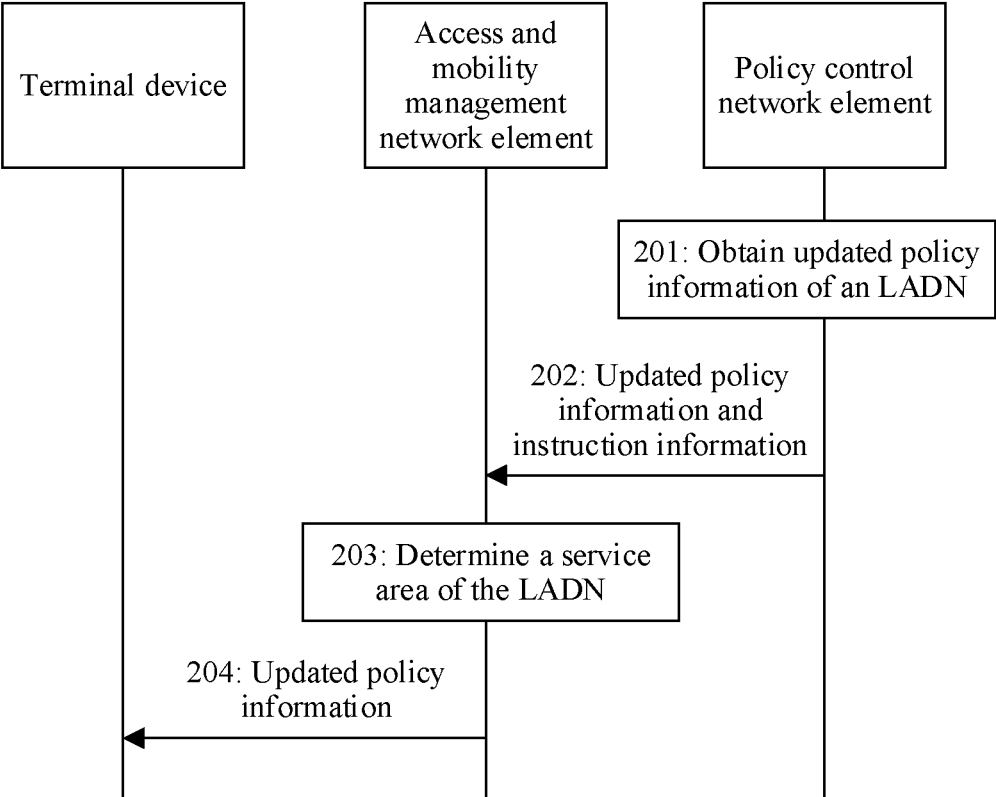 Terminal device
Access and
mobility
management
network element
Policy control
network element
201: Obtain updated policy
information of an LADN
202: Updated policy
information and
instruction information
203: Determine a service
area of the LADN
204: Updated policy
information